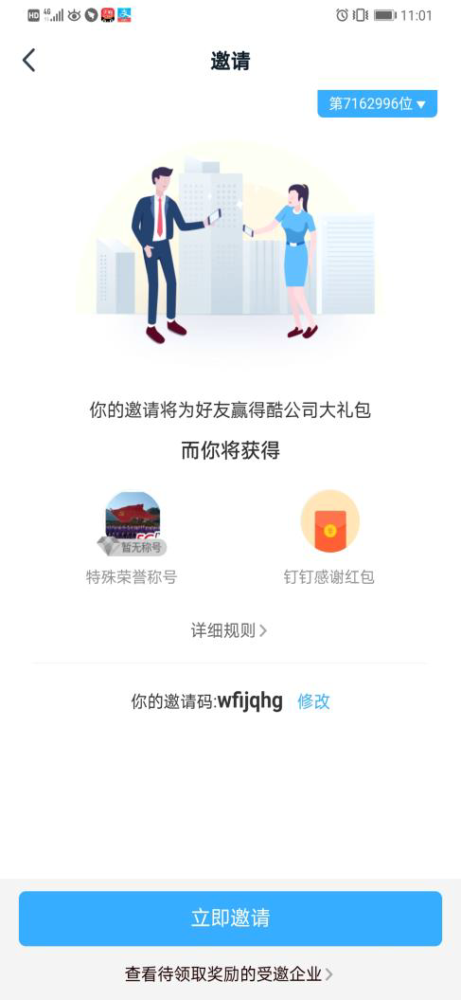 HD 4G 11:01
邀请
第7162996位
你的邀请将为好友赢得酷公司大礼包
而你将获得
暂无称号
特殊荣誉称号
钉钉感谢红包
详细规则
你的邀请码:wfijqhg 修改
立即邀请
查看待领取奖励的受邀企业